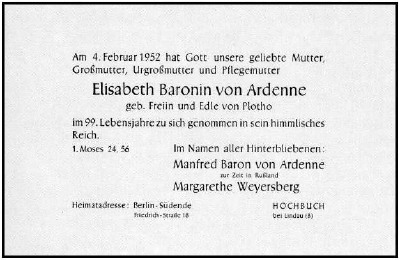 Am 4. Februar 1952 hat Gott unsere geliebte Mutter,
Großmutter, Urgroßmutter und Pflegemutter
Elisabeth Baronin von Ardenne
geb. Freiin und Edle von Plotho
im 99. Lebensjahre zu sich genommen in sein himmlisches
Reich.
1. Moses 24, 56
Im Namen aller Hinterbliebenen:
Manfred Baron von Ardenne
zur Zeit in Rußland
Margarethe Weyersberg
Heimatadresse: Berlin-Südende
Friedrich-Straße 18
HOCHBUCH
bei Lindau (B)